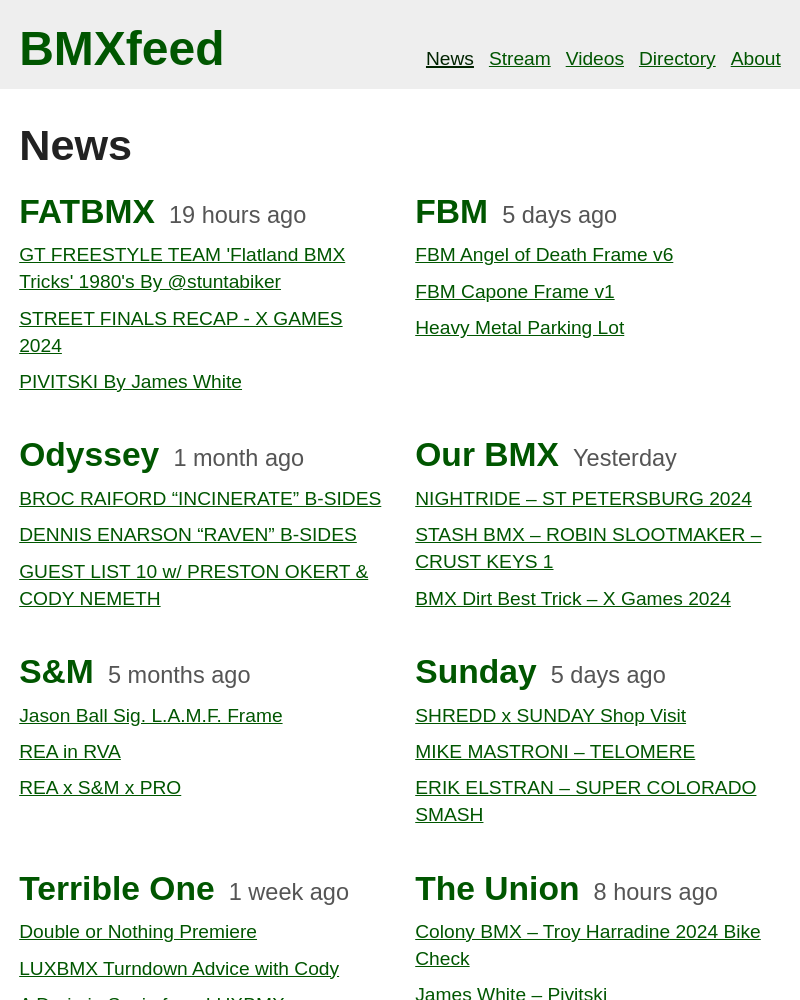 BMXfeed
News Stream Videos Directory About
News
FATBMX 19 hours ago
GT FREESTYLE TEAM 'Flatland BMX
Tricks' 1980's By @stuntabiker
STREET FINALS RECAP - X GAMES
2024
PIVITSKI By James White
FBM 5 days ago
FBM Angel of Death Frame v6
FBM Capone Frame v1
Heavy Metal Parking Lot
Odyssey 1 month ago
BROC RAIFORD “INCINERATE” B-SIDES
DENNIS ENARSON “RAVEN” B-SIDES
GUEST LIST 10 w/ PRESTON OKERT &
CODY NEMETH
Our BMX Yesterday
NIGHTRIDE – ST PETERSBURG 2024
STASH BMX – ROBIN SLOOTMAKER –
CRUST KEYS 1
BMX Dirt Best Trick – X Games 2024
S&M 5 months ago
Jason Ball Sig. L.A.M.F. Frame
REA in RVA
REA x S&M x PRO
Sunday 5 days ago
SHREDD x SUNDAY Shop Visit
MIKE MASTRONI – TELOMERE
ERIK ELSTRAN – SUPER COLORADO
SMASH
Terrible One 1 week ago
Double or Nothing Premiere
LUXBMX Turndown Advice with Cody
The Union 8 hours ago
Colony BMX – Troy Harradine 2024 Bike
Check
James White – Pivitski